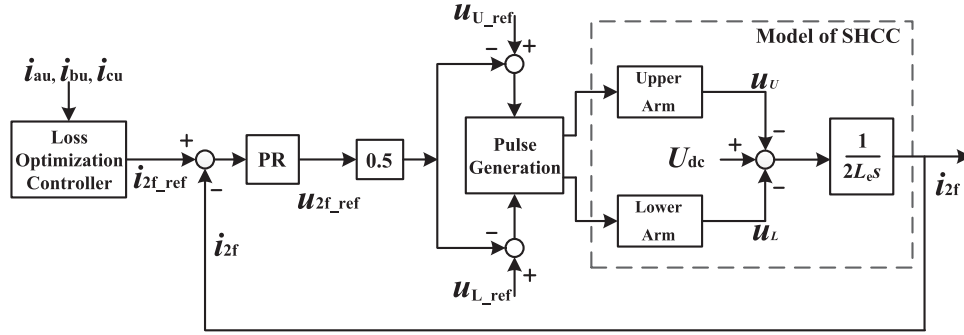 u_U_ref
Model of SHCC
i_au, i_bu, i_cu
−
+
Upper
Arm
u_U
Loss
Optimization
Controller
+
i_2f_ref
−
PR
u_2f_ref
0.5
Pulse
Generation
U_dc
+
−
−
1
2L_e s
i_2f
i_2f
Lower
Arm
u_L
−
+
u_L_ref